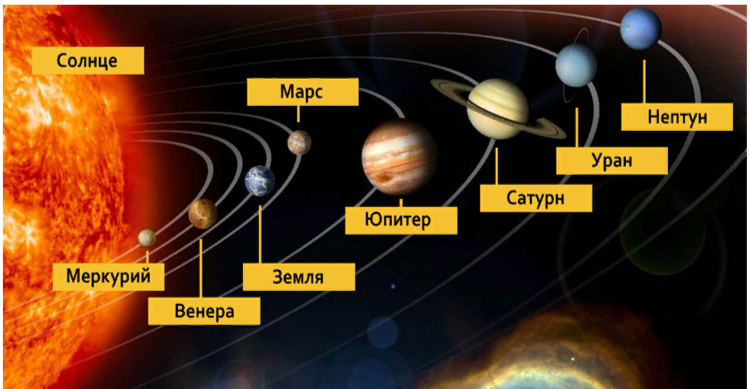 Солнце
Меркурий
Венера
Земля
Марс
Юпитер
Сатурн
Уран
Нептун